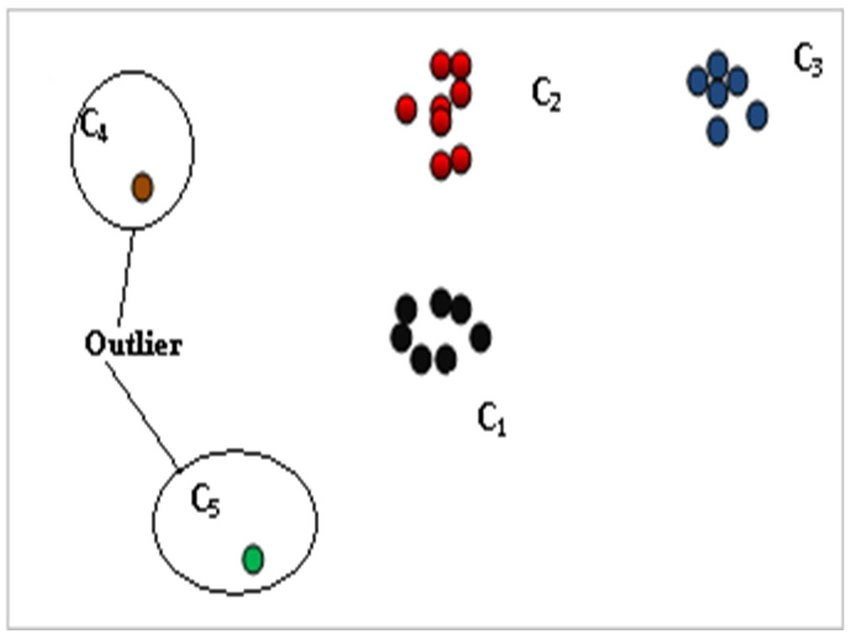 C₃
C₂
C₄
Outlier
C₁
C₅